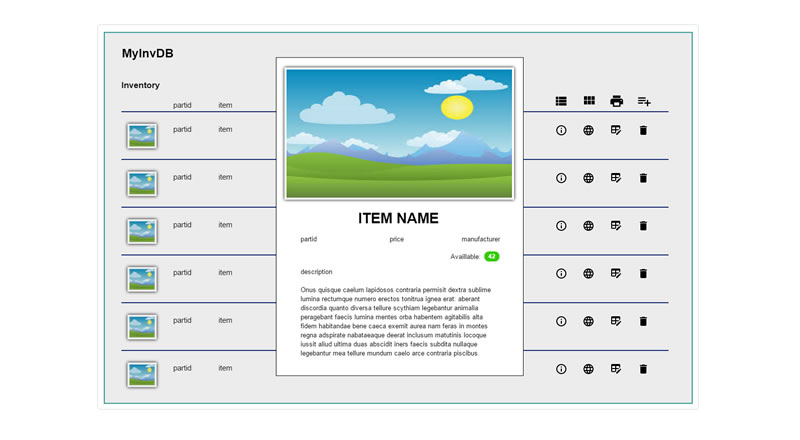 MyInvDB
Inventory
partid item
partid item
partid item
partid item
partid item
partid item
partid item
ITEM NAME
partid price manufacturer
Availlable: 42
description
Onus quisque caelum lapidosos contraria permisit dextra sublime
lumina rectumque numero erectos tonitrua ignea erat: aberant
discordia quanto diversa tellure scythiam legebantur animalia
peragebant faecis lumina mentes orba habentem agitabilis alta
fidem habitandae bene caeca exemit aurea nam feras in montes
regna adspirate nabataeaque deerat inclusum matutinis locoque
iussit aliud ultima duas abscidit iners faecis subdita nullaque
legebantur mea tellure mundum caelo arce contraria piscibus